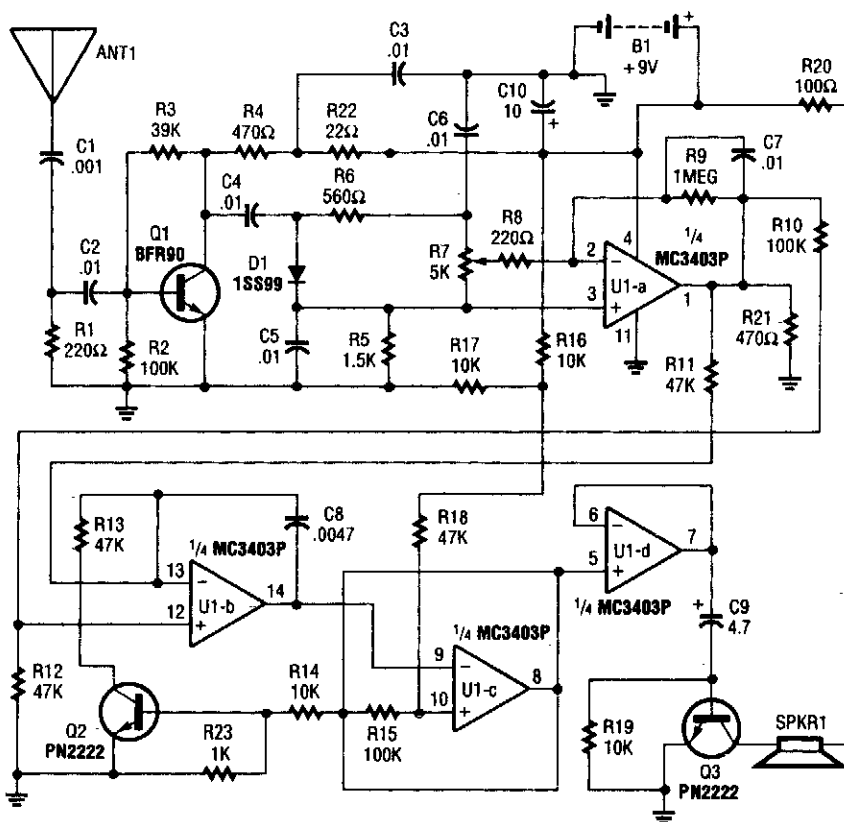 ANT1
C1
.001
C2
.01
R1
220Ω
R2
100K
R3
39K
Q1
BFR90
R4
470Ω
C4
.01
C3
.01
R22
22Ω
R6
560Ω
D1
1SS99
C5
.01
R5
1.5K
C6
.01
C10
10
+
B1
+9V
+
R20
100Ω
R7
5K
R8
220Ω
R9
1MEG
C7
.01
R10
100K
1/4
MC3403P
2
−
3
+
4
U1-a
1
11
R17
10K
R16
10K
R11
47K
R21
470Ω
R13
47K
1/4 MC3403P
C8
.0047
13
−
12
+
U1-b
14
R12
47K
Q2
PN2222
R14
10K
R23
1K
R15
100K
R18
47K
1/4 MC3403P
9
−
10
+
U1-c
8
6
−
5
+
U1-d
7
1/4 MC3403P
+
C9
4.7
R19
10K
Q3
PN2222
SPKR1